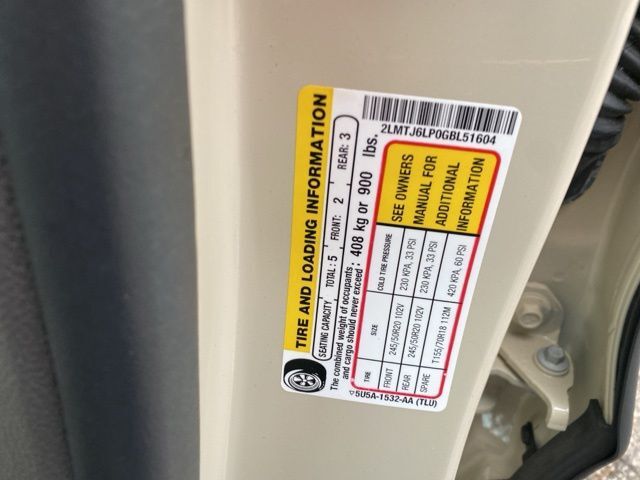 TIRE AND LOADING INFORMATION
SEATING CAPACITY TOTAL: 5 FRONT: 2 REAR: 3
The combined weight of occupants
and cargo should never exceed: 408 kg or 900 lbs.
TIRE SIZE COLD TIRE PRESSURE
FRONT 245/50R20 102V 230 KPA, 33 PSI
REAR 245/50R20 102V 230 KPA, 33 PSI
SPARE T155/70R18 112M 420 KPA, 60 PSI
SEE OWNERS
MANUAL FOR
ADDITIONAL
INFORMATION
5U5A-1532-AA (TLU)
2LMTJ6LP0GBL51604